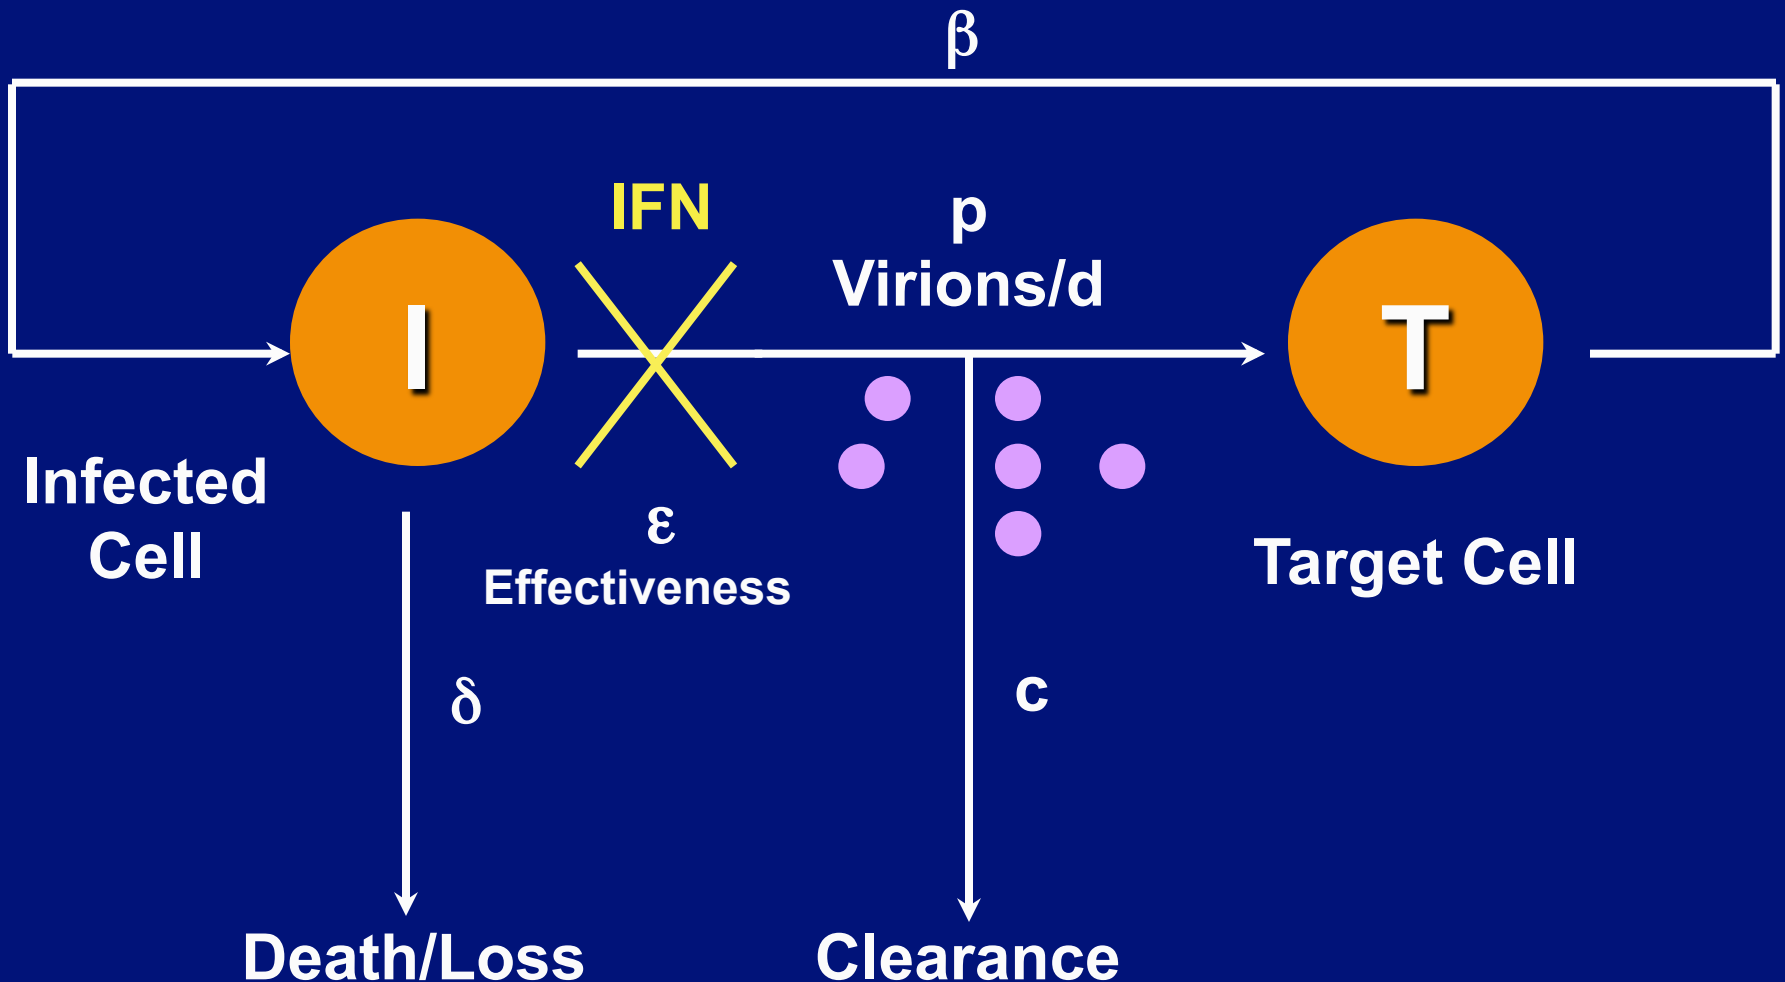 β
IFN
p
Virions/d
I
T
Infected
Cell
ε
Effectiveness
Target Cell
δ
c
Death/Loss
Clearance